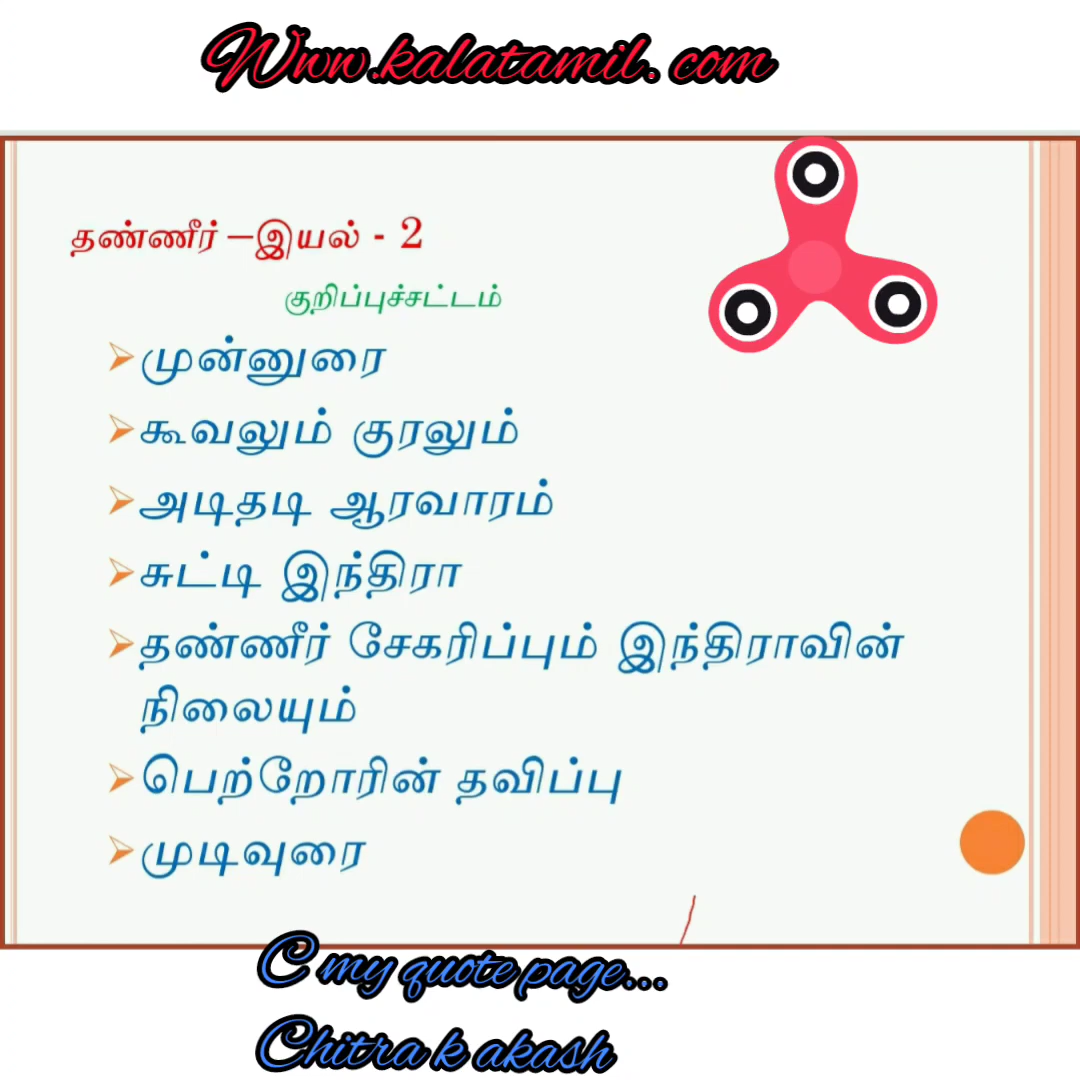 Www.kalatamil. com
தண்ணீர் –இயல் - 2
குறிப்புச்சட்டம்
முன்னுரை
கூவலும் குரலும்
அடிதடி ஆரவாரம்
சுட்டி இந்திரா
தண்ணீர் சேகரிப்பும் இந்திராவின்
நிலையும்
பெற்றோரின் தவிப்பு
முடிவுரை
C my quote page...
Chitra k akash